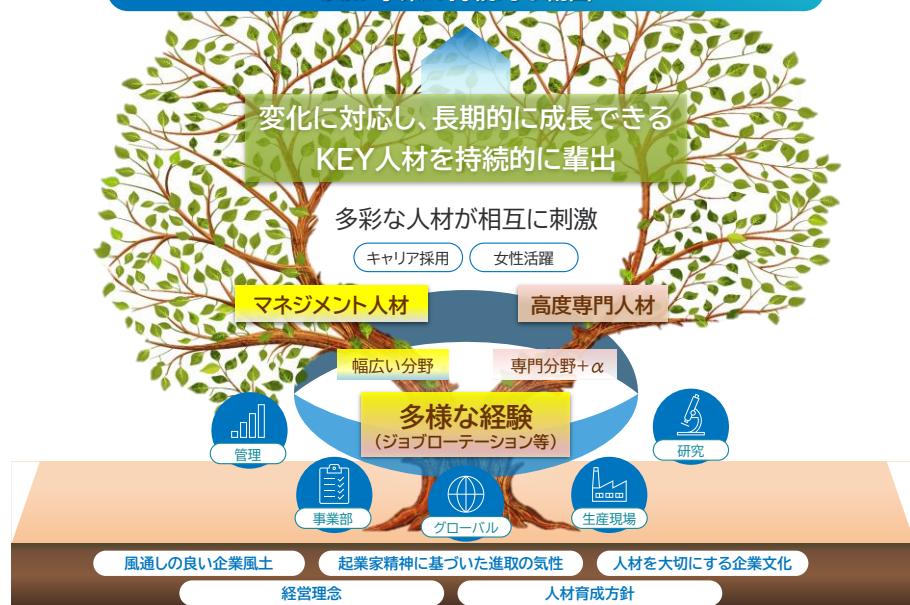 変化に対応し、長期的に成長できる
KEY人材を持続的に輩出
多彩な人材が相互に刺激
キャリア採用 女性活躍
マネジメント人材 高度専門人材
幅広い分野 専門分野+α
多様な経験
(ジョブローテーション等)
管理 研究
事業部 グローバル 生産現場
風通しの良い企業風土 起業家精神に基づいた進取の気性 人材を大切にする企業文化
経営理念 人材育成方針